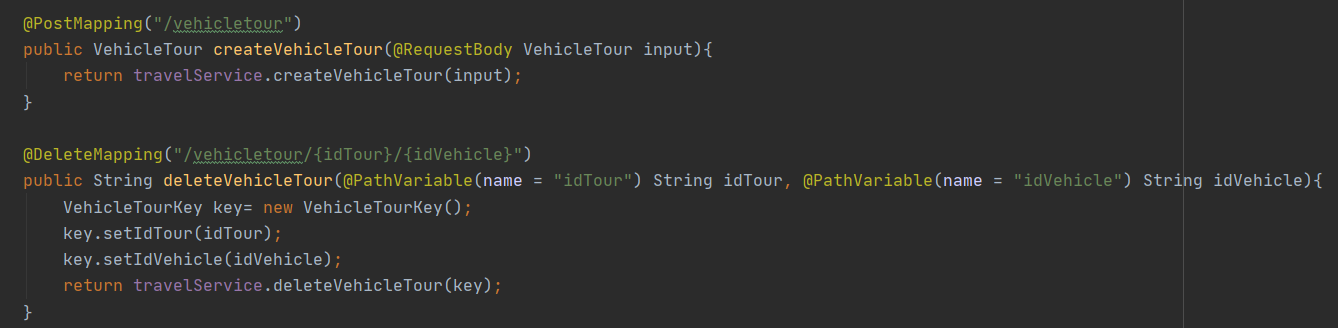 @PostMapping("/vehicletour")
public VehicleTour createVehicleTour(@RequestBody VehicleTour input){
    return travelService.createVehicleTour(input);
}

@DeleteMapping("/vehicletour/{idTour}/{idVehicle}")
public String deleteVehicleTour(@PathVariable(name = "idTour") String idTour, @PathVariable(name = "idVehicle") String idVehicle){
    VehicleTourKey key= new VehicleTourKey();
    key.setIdTour(idTour);
    key.setIdVehicle(idVehicle);
    return travelService.deleteVehicleTour(key);
}